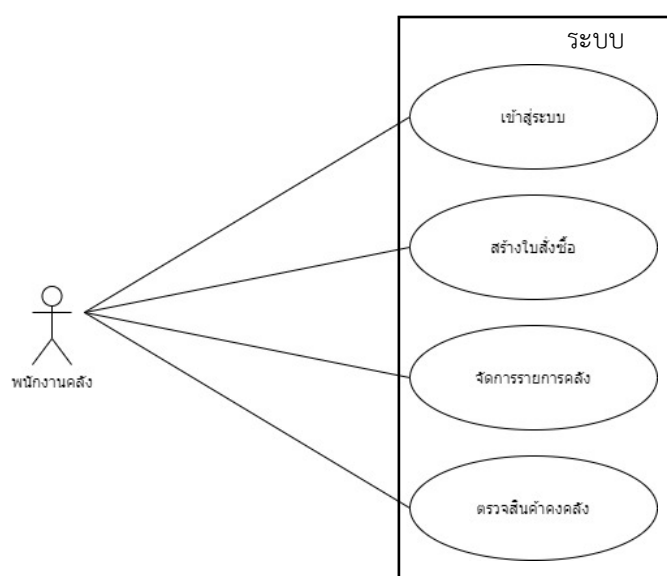 ระบบ
เข้าสู่ระบบ
สร้างใบสั่งซื้อ
จัดการรายการคลัง
พนักงานคลัง
ตรวจสินค้าคงคลัง